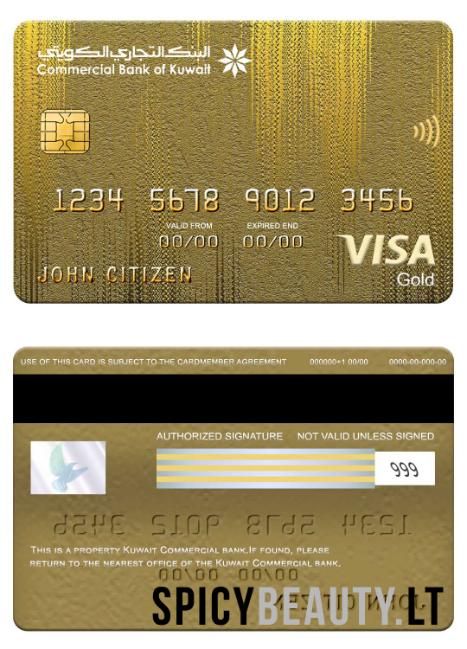 البنك التجاري الكويتي
Commercial Bank of Kuwait
1234 5678 9012 3456
VALID FROM EXPIRED END
00/00 00/00
VISA
JOHN CITIZEN
Gold
USE OF THIS CARD IS SUBJECT TO THE CARDMEMBER AGREEMENT 000000+1 00/00 0000-00-000-00
AUTHORIZED SIGNATURE NOT VALID UNLESS SIGNED
999
1234 5678 9012 3456
THIS IS A PROPERTY KUWAIT COMMERCIAL BANK.IF FOUND, PLEASE
RETURN TO THE NEAREST OFFICE OF THE KUWAIT COMMERCIAL BANK.
00/00 00/00
JOHN CITIZEN
SPICYBEAUTY.LT